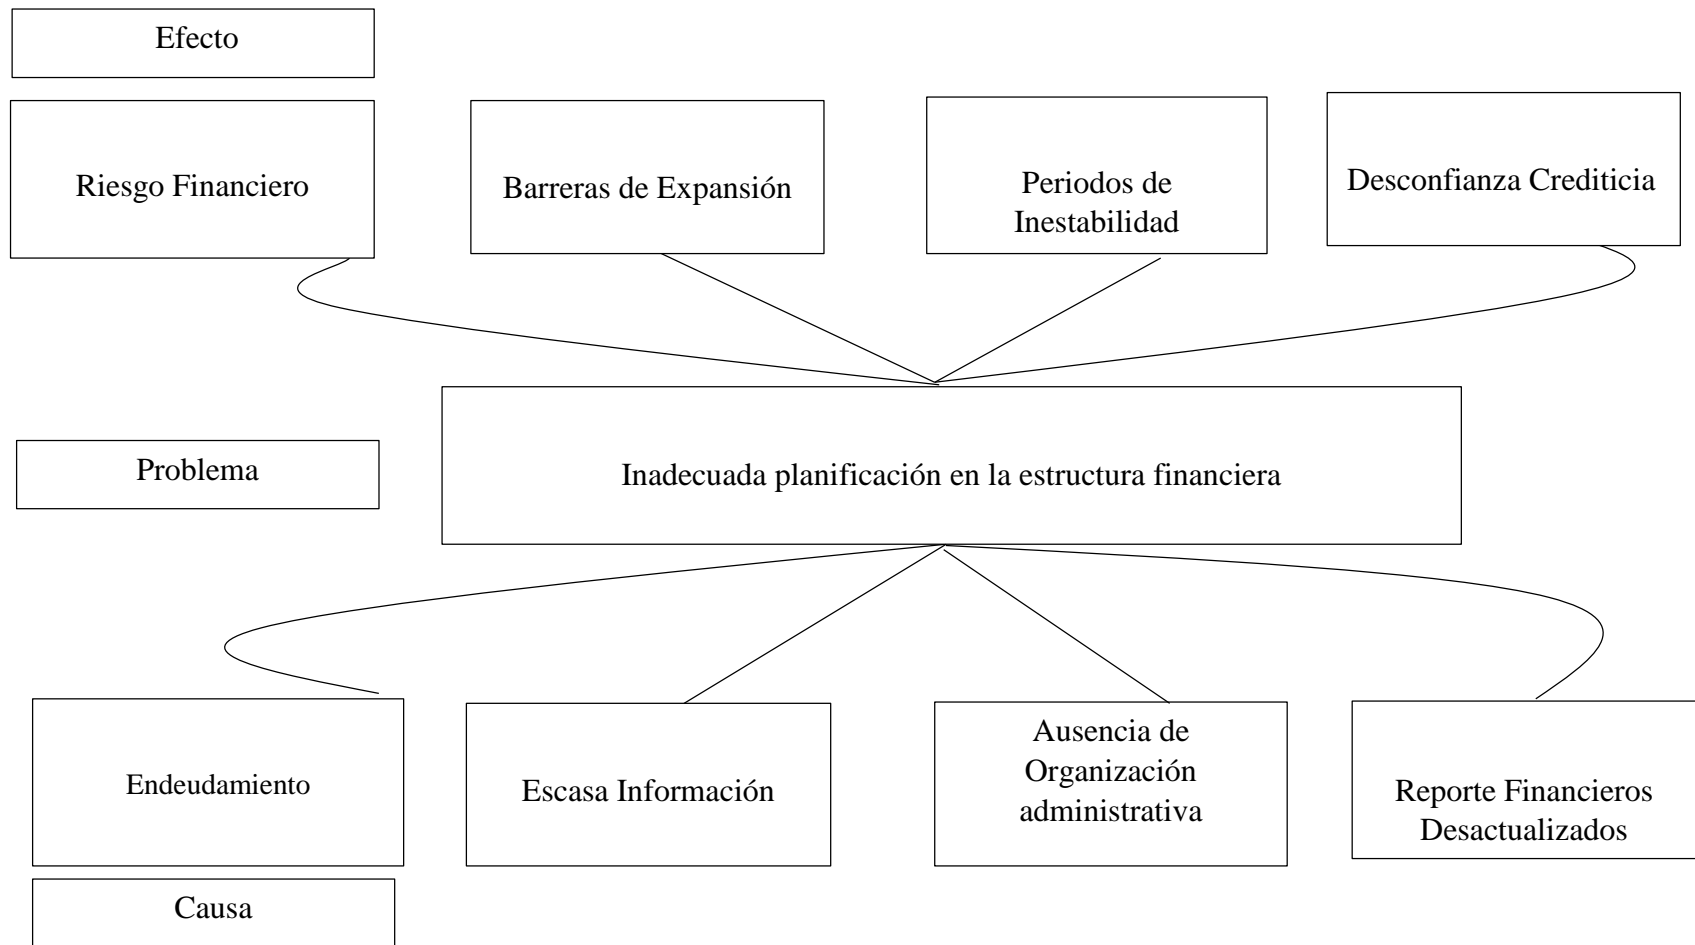 Efecto
Riesgo Financiero
Barreras de Expansión
Periodos de
Inestabilidad
Desconfianza Crediticia
Problema
Inadecuada planificación en la estructura financiera
Endeudamiento
Escasa Información
Ausencia de
Organización
administrativa
Reporte Financieros
Desactualizados
Causa